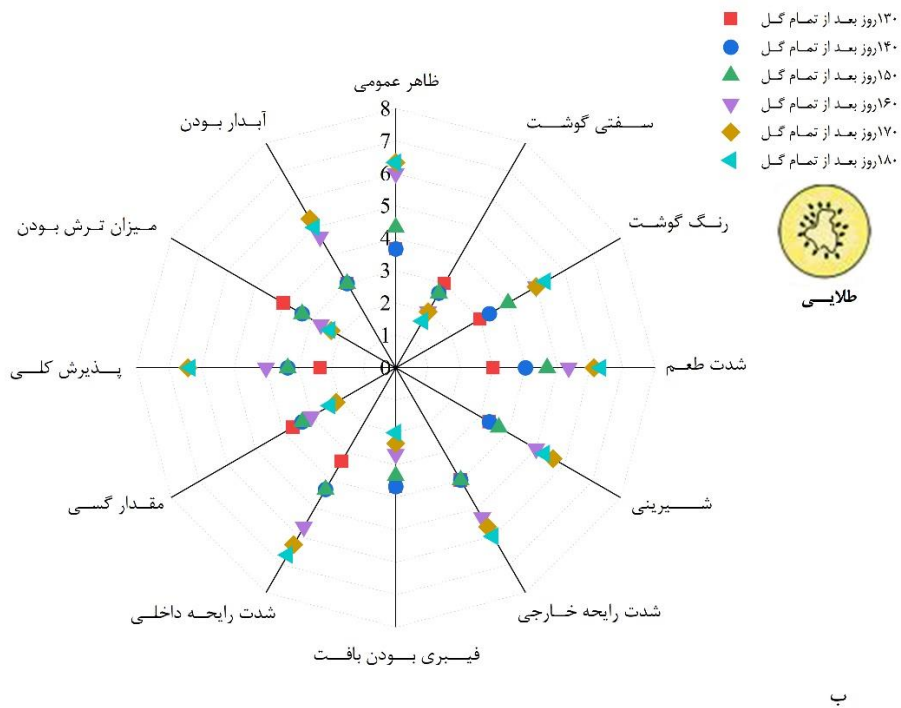 ۱۳۰روز بعد از تمام گل
۱۴۰روز بعد از تمام گل
۱۵۰روز بعد از تمام گل
۱۶۰روز بعد از تمام گل
۱۷۰روز بعد از تمام گل
۱۸۰روز بعد از تمام گل
طلایی
ظاهر عمومی
سفتی گوشت
رنگ گوشت
شدت طعم
شیرینی
شدت رایحه خارجی
فیبری بودن بافت
شدت رایحه داخلی
مقدار گسی
پذیرش کلی
میزان ترش بودن
آبدار بودن
8
7
6
5
4
3
2
1
0
ب